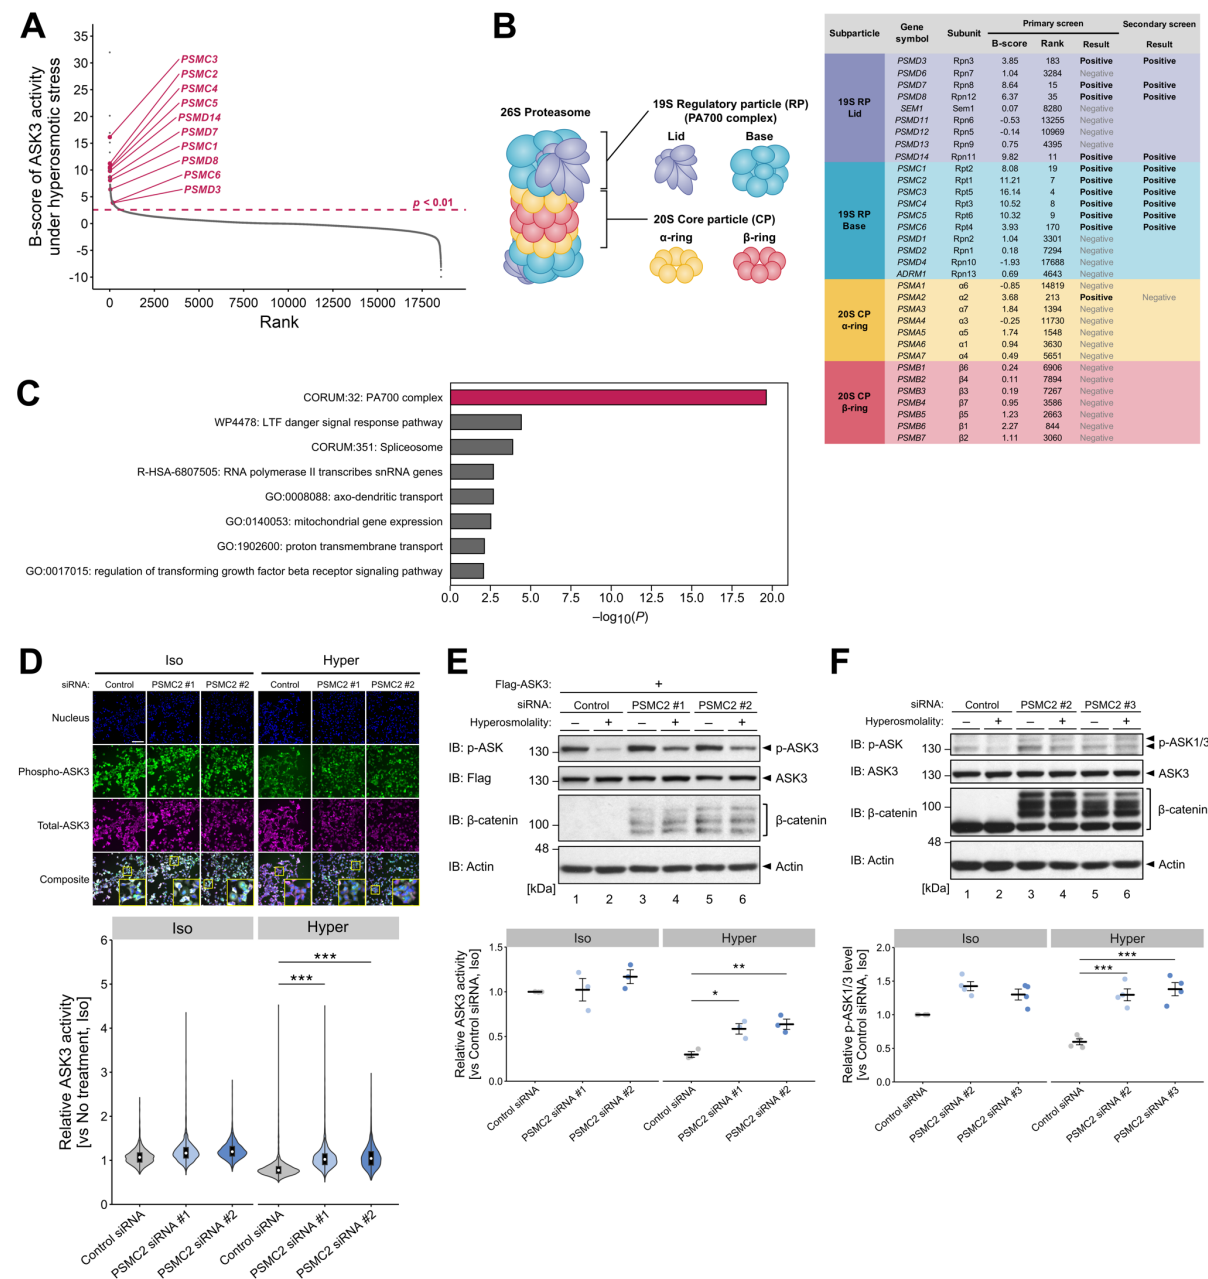 A
B-score of ASK3 activity
under hyperosmotic stress
35
30
25
20
15
10
5
0
-5
-10
PSMC3
PSMC2
PSMC4
PSMC5
PSMD14
PSMD7
PSMC1
PSMD8
PSMC6
PSMD3
p < 0.01
0 2500 5000 7500 10000 12500 15000 17500
Rank
B
26S Proteasome
19S Regulatory particle (RP)
(PA700 complex)
Lid Base
20S Core particle (CP)
α-ring β-ring
Subparticle Gene symbol Subunit Primary screen Secondary screen
B-score Rank Result Result
19S RP Lid
PSMD3 Rpn3 3.85 183 Positive Positive
PSMD6 Rpn7 1.04 3284 Negative
PSMD7 Rpn8 8.64 15 Positive Positive
PSMD8 Rpn12 6.37 35 Positive Positive
SEM1 Sem1 0.07 8280 Negative
PSMD11 Rpn6 -0.53 13255 Negative
PSMD12 Rpn5 -0.14 10969 Negative
PSMD13 Rpn9 0.75 4395 Negative
PSMD14 Rpn11 9.82 11 Positive Positive
19S RP Base
PSMC1 Rpt2 8.08 19 Positive Positive
PSMC2 Rpt1 11.21 7 Positive Positive
PSMC3 Rpt5 16.14 4 Positive Positive
PSMC4 Rpt3 10.52 8 Positive Positive
PSMC5 Rpt6 10.32 9 Positive Positive
PSMC6 Rpt4 3.93 170 Positive Positive
PSMD1 Rpn2 1.04 3301 Negative
PSMD2 Rpn1 0.18 7294 Negative
PSMD4 Rpn10 -1.93 17688 Negative
ADRM1 Rpn13 0.69 4643 Negative
20S CP α-ring
PSMA1 α6 -0.85 14819 Negative
PSMA2 α2 3.68 213 Positive Negative
PSMA3 α7 1.84 1394 Negative
PSMA4 α3 -0.25 11730 Negative
PSMA5 α5 1.74 1548 Negative
PSMA6 α1 0.94 3630 Negative
PSMA7 α4 0.49 5651 Negative
20S CP β-ring
PSMB1 β6 0.24 6906 Negative
PSMB2 β4 0.11 7894 Negative
PSMB3 β3 0.19 7267 Negative
PSMB4 β7 0.95 3586 Negative
PSMB5 β5 1.23 2663 Negative
PSMB6 β1 2.27 844 Negative
PSMB7 β2 1.11 3060 Negative
C
CORUM:32: PA700 complex
WP4478: LTF danger signal response pathway
CORUM:351: Spliceosome
R-HSA-6807505: RNA polymerase II transcribes snRNA genes
GO:0008088: axo-dendritic transport
GO:0140053: mitochondrial gene expression
GO:1902600: proton transmembrane transport
GO:0017015: regulation of transforming growth factor beta receptor signaling pathway
0.0 2.5 5.0 7.5 10.0 12.5 15.0 17.5 20.0
–log10(P)
D
Iso Hyper
siRNA: Control PSMC2 #1 PSMC2 #2 Control PSMC2 #1 PSMC2 #2
Nucleus
Phospho-ASK3
Total-ASK3
Composite
Iso Hyper
Relative ASK3 activity
[vs No treatment, Iso]
6
5
4
3
2
1
0
***
***
Control siRNA PSMC2 siRNA #1 PSMC2 siRNA #2 Control siRNA PSMC2 siRNA #1 PSMC2 siRNA #2
E
Flag-ASK3: +
siRNA: Control PSMC2 #1 PSMC2 #2
Hyperosmolality: – + – + – +
IB: p-ASK 130 p-ASK3
IB: Flag 130 ASK3
IB: β-catenin 100 β-catenin
48
IB: Actin Actin
[kDa] 1 2 3 4 5 6
Iso Hyper
Relative ASK3 activity
[vs Control siRNA, Iso]
1.5
1.0
0.5
0.0
**
*
Control siRNA PSMC2 siRNA #1 PSMC2 siRNA #2 Control siRNA PSMC2 siRNA #1 PSMC2 siRNA #2
F
siRNA: Control PSMC2 #2 PSMC2 #3
Hyperosmolality: – + – + – +
IB: p-ASK 130 p-ASK1/3
IB: ASK3 130 ASK3
IB: β-catenin 100 β-catenin
48
IB: Actin Actin
[kDa] 1 2 3 4 5 6
Iso Hyper
Relative p-ASK1/3 level
[vs Control siRNA, Iso]
2.0
1.5
1.0
0.5
0.0
***
***
Control siRNA PSMC2 siRNA #2 PSMC2 siRNA #3 Control siRNA PSMC2 siRNA #2 PSMC2 siRNA #3